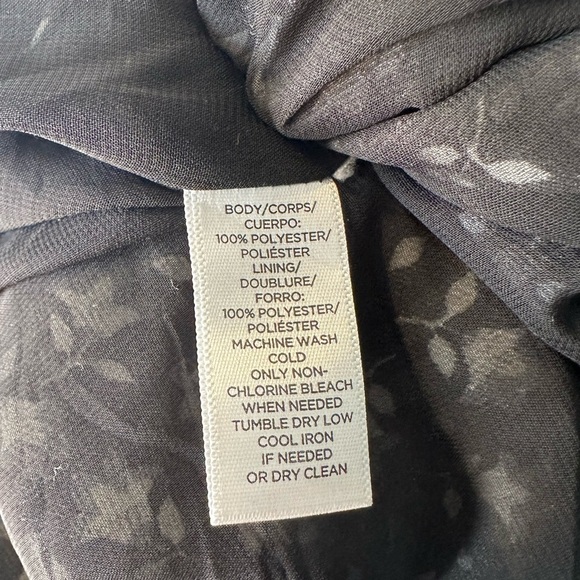 BODY/CORPS/
CUERPO:
100% POLYESTER/
POLIÉSTER
LINING/
DOUBLURE/
FORRO:
100% POLYESTER/
POLIÉSTER
MACHINE WASH
COLD
ONLY NON-
CHLORINE BLEACH
WHEN NEEDED
TUMBLE DRY LOW
COOL IRON
IF NEEDED
OR DRY CLEAN